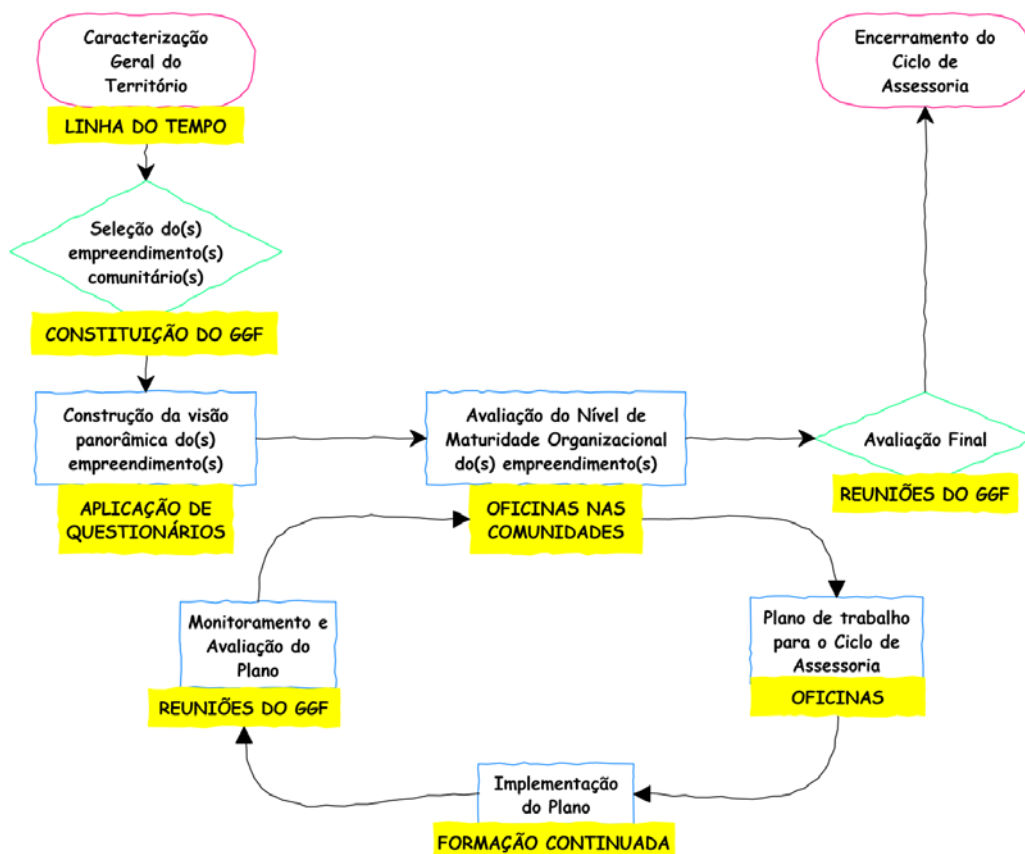 Caracterização
Geral do
Território
LINHA DO TEMPO
Seleção do(s)
empreendimento(s)
comunitário(s)
CONSTITUIÇÃO DO GGF
Construção da visão
panorâmica do(s)
empreendimento(s)
APLICAÇÃO DE
QUESTIONÁRIOS
Avaliação do Nível de
Maturidade Organizacional
do(s) empreendimento(s)
OFICINAS NAS
COMUNIDADES
Avaliação Final
REUNIÕES DO GGF
Encerramento do
Ciclo de
Assessoria
Plano de trabalho
para o Ciclo de
Assessoria
OFICINAS
Implementação
do Plano
FORMAÇÃO CONTINUADA
Monitoramento e
Avaliação do
Plano
REUNIÕES DO GGF